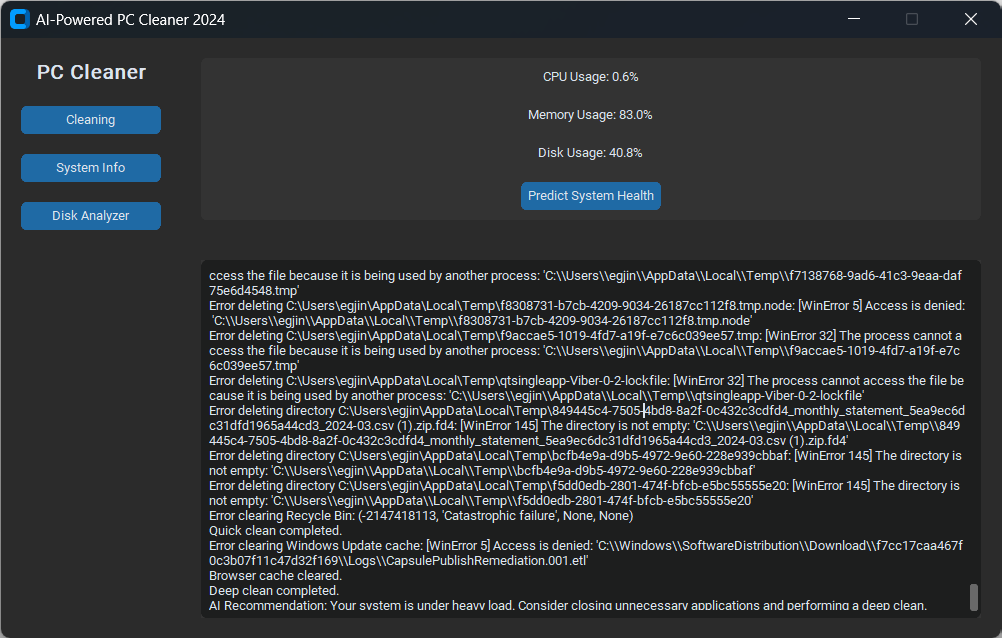 AI-Powered PC Cleaner 2024
PC Cleaner
Cleaning
System Info
Disk Analyzer
CPU Usage: 0.6%
Memory Usage: 83.0%
Disk Usage: 40.8%
Predict System Health
ccess the file because it is being used by another process: 'C:\\Users\\egjin\\AppData\\Local\\Temp\\f7138768-9ad6-41c3-9eaa-daf
75e6d4548.tmp'
Error deleting C:\Users\egjin\AppData\Local\Temp\f8308731-b7cb-4209-9034-26187cc112f8.tmp.node: [WinError 5] Access is denied:
'C:\\Users\\egjin\\AppData\\Local\\Temp\\f8308731-b7cb-4209-9034-26187cc112f8.tmp.node'
Error deleting C:\Users\egjin\AppData\Local\Temp\f9accae5-1019-4fd7-a19f-e7c6c039ee57.tmp: [WinError 32] The process cannot a
ccess the file because it is being used by another process: 'C:\\Users\\egjin\\AppData\\Local\\Temp\\f9accae5-1019-4fd7-a19f-e7c
6c039ee57.tmp'
Error deleting C:\Users\egjin\AppData\Local\Temp\qtsingleapp-Viber-0-2-lockfile: [WinError 32] The process cannot access the file be
cause it is being used by another process: 'C:\\Users\\egjin\\AppData\\Local\\Temp\\qtsingleapp-Viber-0-2-lockfile'
Error deleting directory C:\Users\egjin\AppData\Local\Temp\849445c4-7505-4bd8-8a2f-0c432c3cdfd4_monthly_statement_5ea9ec6d
c31dfd1965a44cd3_2024-03.csv (1).zip.fd4: [WinError 145] The directory is not empty: 'C:\\Users\\egjin\\AppData\\Local\\Temp\\849
445c4-7505-4bd8-8a2f-0c432c3cdfd4_monthly_statement_5ea9ec6dc31dfd1965a44cd3_2024-03.csv (1).zip.fd4'
Error deleting directory C:\Users\egjin\AppData\Local\Temp\bcfb4e9a-d9b5-4972-9e60-228e939cbbaf: [WinError 145] The directory is
not empty: 'C:\\Users\\egjin\\AppData\\Local\\Temp\\bcfb4e9a-d9b5-4972-9e60-228e939cbbaf'
Error deleting directory C:\Users\egjin\AppData\Local\Temp\f5dd0edb-2801-474f-bfcb-e5bc55555e20: [WinError 145] The directory is
not empty: 'C:\\Users\\egjin\\AppData\\Local\\Temp\\f5dd0edb-2801-474f-bfcb-e5bc55555e20'
Error clearing Recycle Bin: (-2147418113, 'Catastrophic failure', None, None)
Quick clean completed.
Error clearing Windows Update cache: [WinError 5] Access is denied: 'C:\\Windows\\SoftwareDistribution\\Download\\f7cc17caa467f
0c3b07f11c47d32f169\\Logs\\CapsulePublishRemediation.001.etl'
Browser cache cleared.
Deep clean completed.
AI Recommendation: Your system is under heavy load. Consider closing unnecessary applications and performing a deep clean.